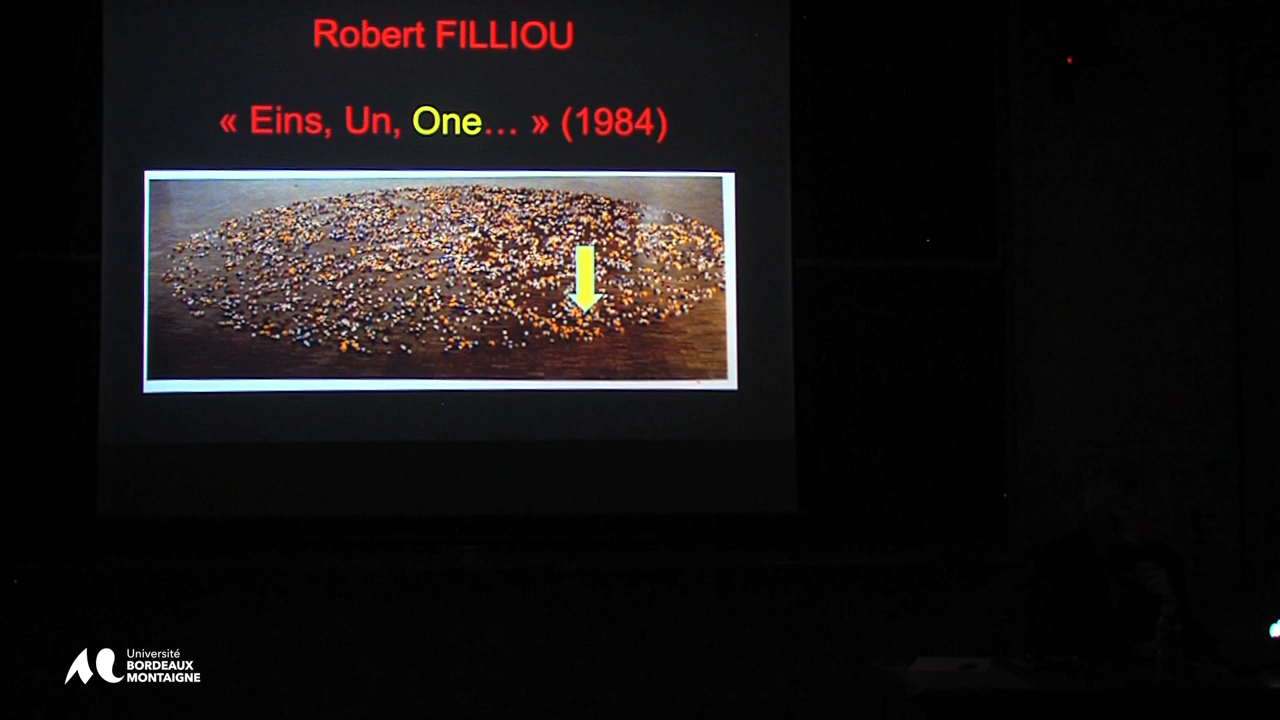 Robert FILLIOU
« Eins, Un, One... » (1984)
Université
BORDEAUX
MONTAIGNE